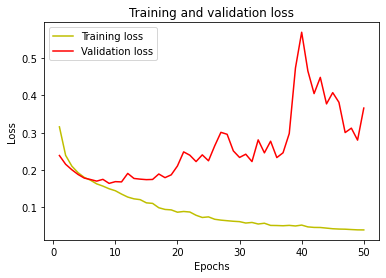 Training and validation loss
Training loss
Validation loss
0.5
0.4
0.3
0.2
0.1
Loss
0 10 20 30 40 50
Epochs